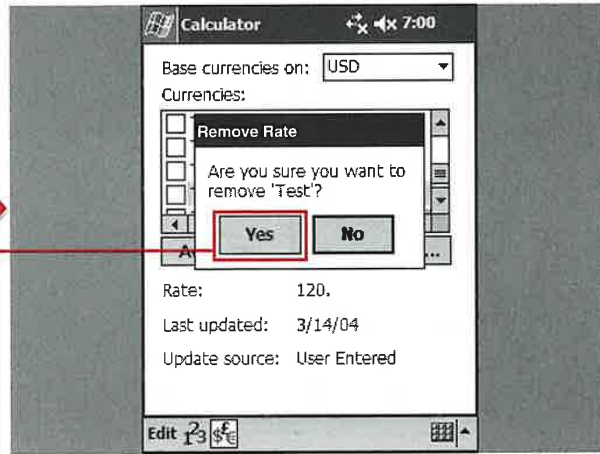 Calculator 7:00
Base currencies on: USD
Currencies:
Remove Rate
Are you sure you want to
remove 'Test'?
Yes No
A ...
Rate: 120.
Last updated: 3/14/04
Update source: User Entered
Edit 123 $£€